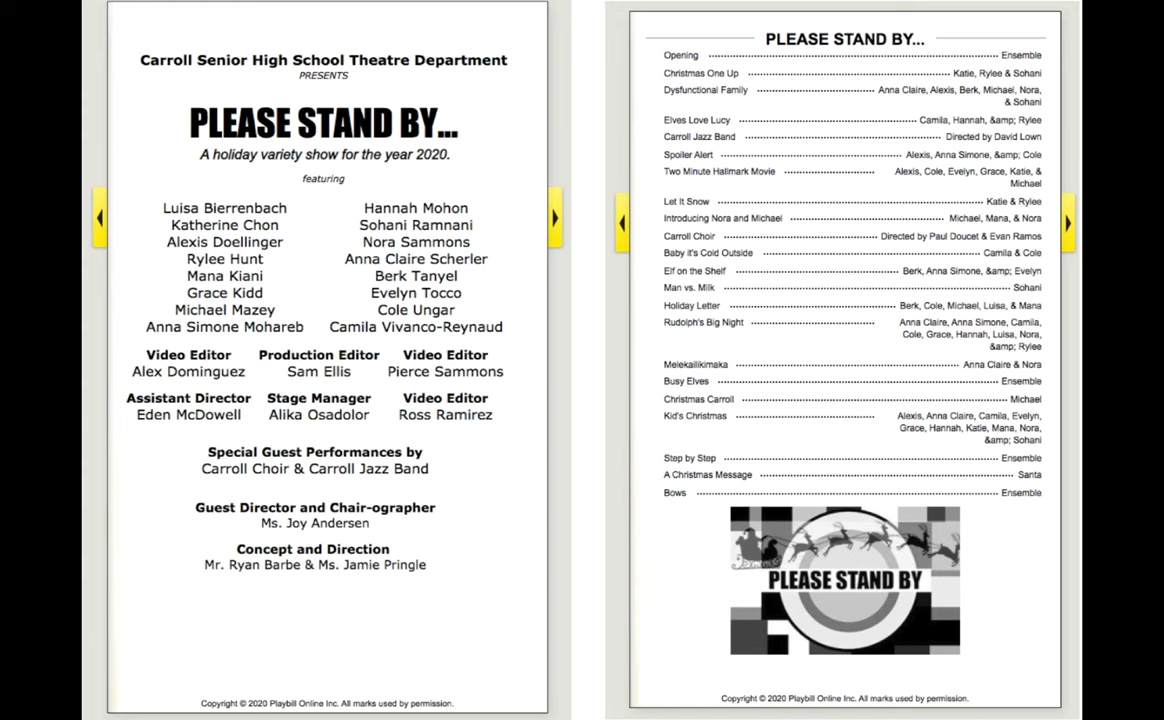 Carroll Senior High School Theatre Department
PRESENTS
PLEASE STAND BY...
A holiday variety show for the year 2020.
featuring
Luisa Bierrenbach Hannah Mohon
Katherine Chon Sohani Ramnani
Alexis Doellinger Nora Sammons
Rylee Hunt Anna Claire Scherler
Mana Kiani Berk Tanyel
Grace Kidd Evelyn Tocco
Michael Mazey Cole Ungar
Anna Simone Mohareb Camila Vivanco-Reynaud
Video Editor Production Editor Video Editor
Alex Dominguez Sam Ellis Pierce Sammons
Assistant Director Stage Manager Video Editor
Eden McDowell Alika Osadolor Ross Ramirez
Special Guest Performances by
Carroll Choir & Carroll Jazz Band
Guest Director and Chair-ographer
Ms. Joy Andersen
Concept and Direction
Mr. Ryan Barbe & Ms. Jamie Pringle
Copyright © 2020 Playbill Online Inc. All marks used by permission.
PLEASE STAND BY...
Opening Ensemble
Christmas One Up Katie, Rylee & Sohani
Dysfunctional Family Anna Claire, Alexis, Berk, Michael, Nora,
& Sohani
Elves Love Lucy Camila, Hannah, &amp; Rylee
Carroll Jazz Band Directed by David Lown
Spoiler Alert Alexis, Anna Simone, &amp; Cole
Two Minute Hallmark Movie Alexis, Cole, Evelyn, Grace, Katie, &
Michael
Let It Snow Katie & Rylee
Introducing Nora and Michael Michael, Mana, & Nora
Carroll Choir Directed by Paul Doucet & Evan Ramos
Baby it's Cold Outside Camila & Cole
Elf on the Shelf Berk, Anna Simone, &amp; Evelyn
Man vs. Milk Sohani
Holiday Letter Berk, Cole, Michael, Luisa, & Mana
Rudolph's Big Night Anna Claire, Anna Simone, Camila,
Cole, Grace, Hannah, Luisa, Nora,
&amp; Rylee
Melekailikimaka Anna Claire & Nora
Busy Elves Ensemble
Christmas Carroll Michael
Kid's Christmas Alexis, Anna Claire, Camila, Evelyn,
Grace, Hannah, Katie, Mana, Nora,
&amp; Sohani
Step by Step Ensemble
A Christmas Message Santa
Bows Ensemble
PLEASE STAND BY
Copyright © 2020 Playbill Online Inc. All marks used by permission.